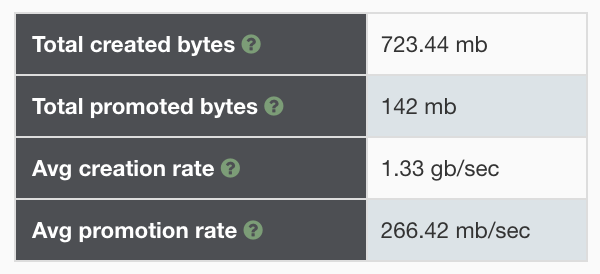 Total created bytes ? 723.44 mb
Total promoted bytes ? 142 mb
Avg creation rate ? 1.33 gb/sec
Avg promotion rate ? 266.42 mb/sec